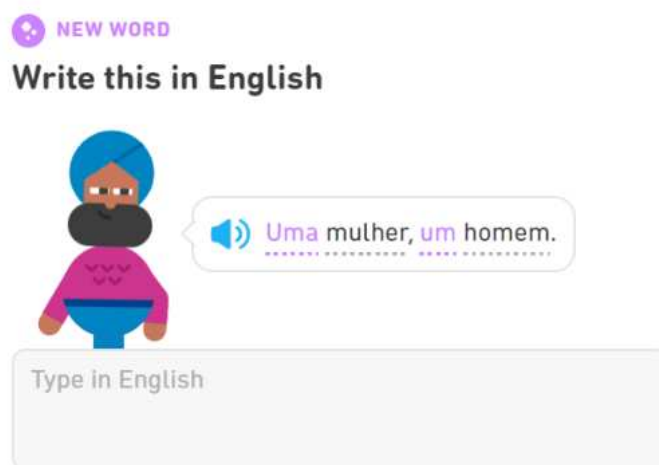 NEW WORD
Write this in English
Uma mulher, um homem.
Type in English